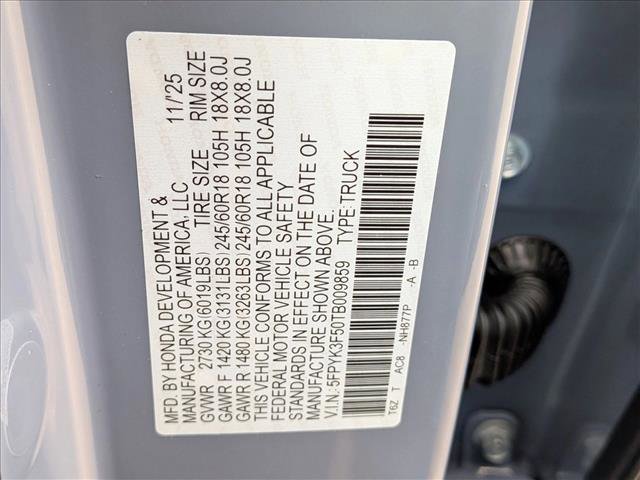 MFD. BY HONDA DEVELOPMENT & 11/25
MANUFACTURING OF AMERICA, LLC
GVWR 2730 KG(6019LBS) TIRE SIZE RIM SIZE
GAWR F 1420 KG(3131LBS) 245/60R18 105H 18X8.0J
GAWR R 1480 KG(3263LBS) 245/60R18 105H 18X8.0J
THIS VEHICLE CONFORMS TO ALL APPLICABLE
FEDERAL MOTOR VEHICLE SAFETY
STANDARDS IN EFFECT ON THE DATE OF
MANUFACTURE SHOWN ABOVE.
V.I.N.: 5FPYK3F50TB009859 TYPE:TRUCK
T6Z T AC8 -NH877P -A -B